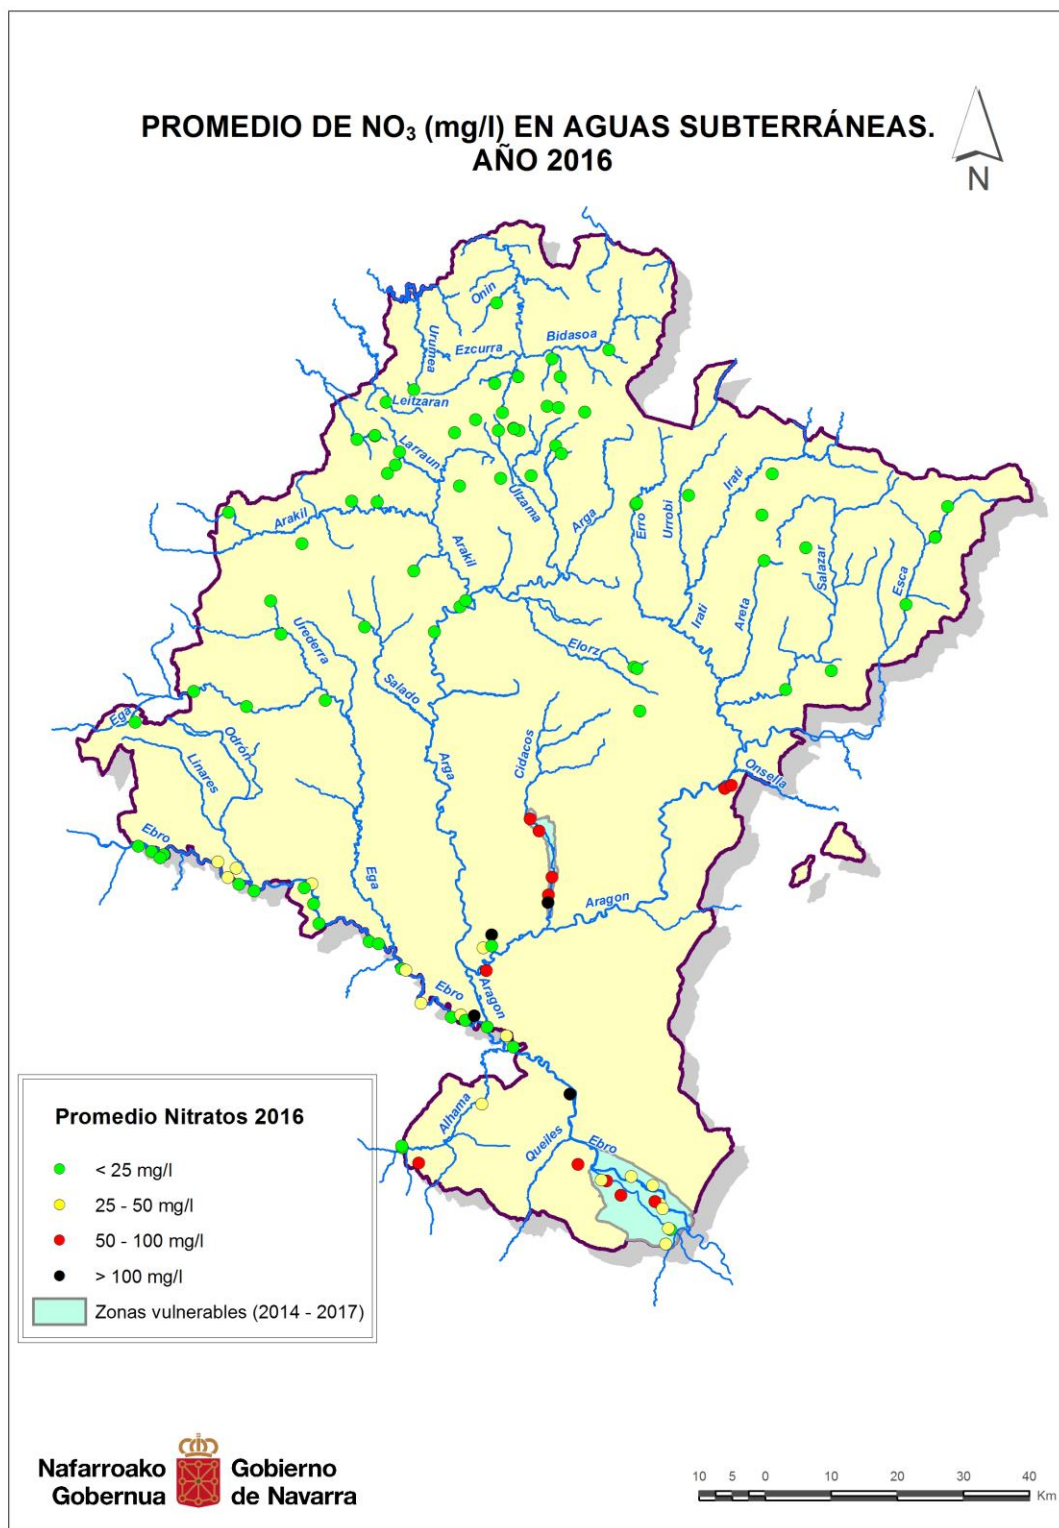 PROMEDIO DE NO₃ (mg/l) EN AGUAS SUBTERRÁNEAS.
AÑO 2016
N
Onin
Urumea
Bidasoa
Ezcurra
Leitzaran
Larraun
Ulzama
Arga
Erro
Urrobi
Irati
Arakil
Arakil
Salazar
Esca
Areta
Irati
Urederra
Elorz
Salado
Ega
Odrón
Linares
Arga
Cidacos
Onsella
Ebro
Ega
Aragon
Ebro
Aragon
Alhama
Queiles
Ebro
Promedio Nitratos 2016
< 25 mg/l
25 - 50 mg/l
50 - 100 mg/l
> 100 mg/l
Zonas vulnerables (2014 - 2017)
Nafarroako
Gobernua
Gobierno
de Navarra
10 5 0 10 20 30 40
Km